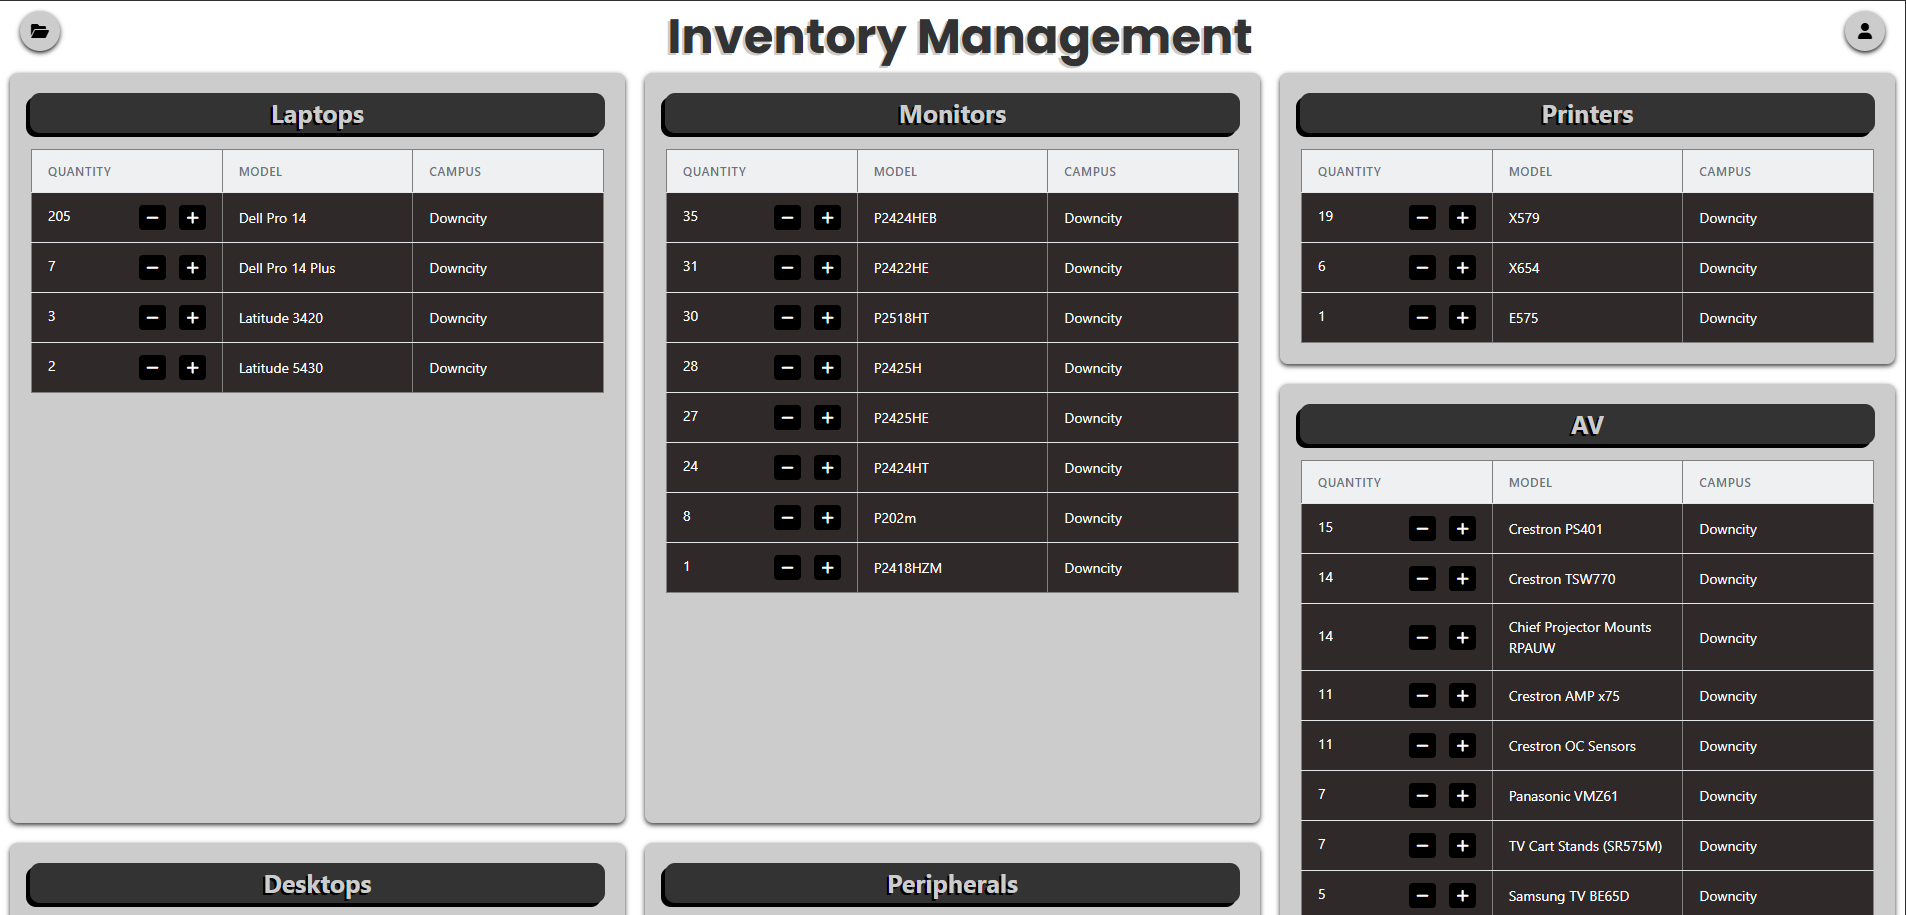 Inventory Management
Laptops
QUANTITY MODEL CAMPUS
205 Dell Pro 14 Downcity
7 Dell Pro 14 Plus Downcity
3 Latitude 3420 Downcity
2 Latitude 5430 Downcity
Monitors
QUANTITY MODEL CAMPUS
35 P2424HEB Downcity
31 P2422HE Downcity
30 P2518HT Downcity
28 P2425H Downcity
27 P2425HE Downcity
24 P2424HT Downcity
8 P202m Downcity
1 P2418HZM Downcity
Printers
QUANTITY MODEL CAMPUS
19 X579 Downcity
6 X654 Downcity
1 E575 Downcity
AV
QUANTITY MODEL CAMPUS
15 Crestron PS401 Downcity
14 Crestron TSW770 Downcity
14 Chief Projector Mounts
RPAUW Downcity
11 Crestron AMP x75 Downcity
11 Crestron OC Sensors Downcity
7 Panasonic VMZ61 Downcity
7 TV Cart Stands (SR575M) Downcity
5 Samsung TV BE65D Downcity
Desktops
Peripherals